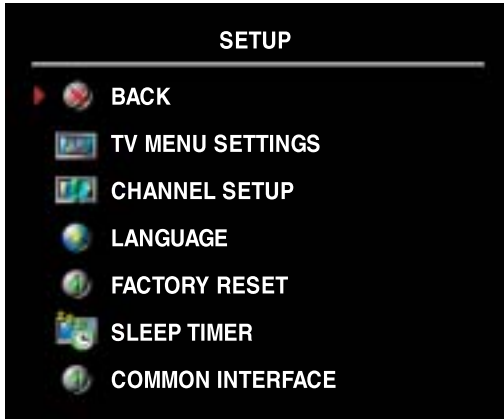 SETUP
BACK
TV MENU SETTINGS
CHANNEL SETUP
LANGUAGE
FACTORY RESET
SLEEP TIMER
COMMON INTERFACE